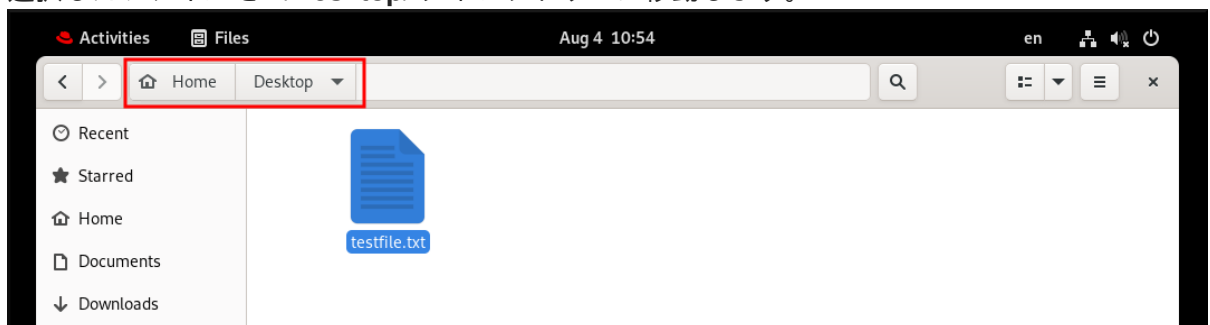 Activities Files Aug 4 10:54 en
Home Desktop
Recent
Starred
Home
Documents
Downloads
testfile.txt